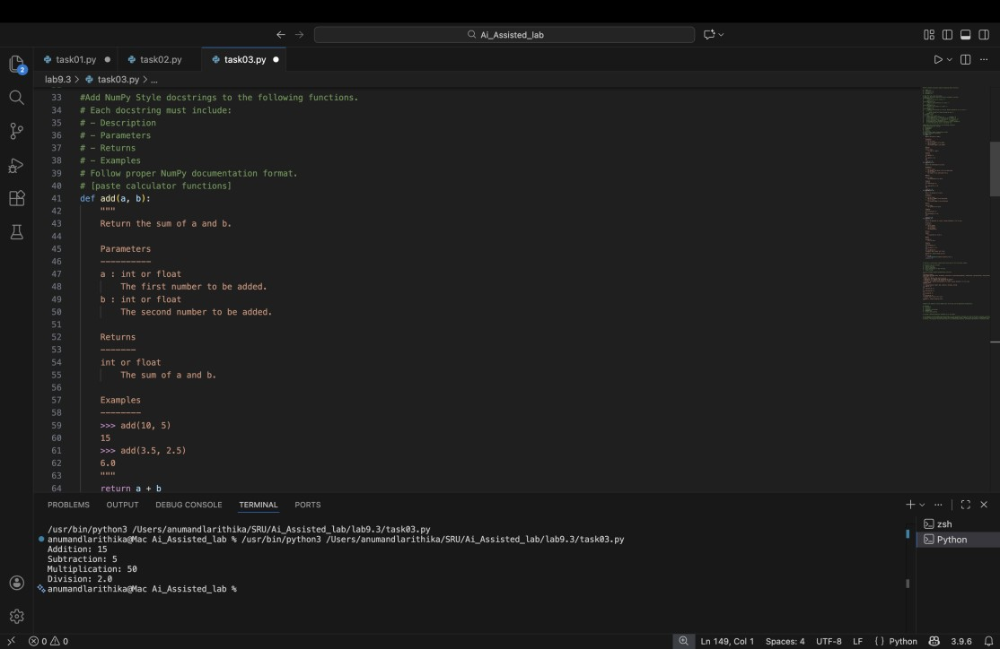 Ai_Assisted_lab
task01.py
task02.py
task03.py
2
lab9.3 > task03.py > ...
33 #Add NumPy Style docstrings to the following functions.
34 # Each docstring must include:
35 # - Description
36 # - Parameters
37 # - Returns
38 # - Examples
39 # Follow proper NumPy documentation format.
40 # [paste calculator functions]
41 def add(a, b):
42 """
43 Return the sum of a and b.
44
45 Parameters
46 ----------
47 a : int or float
48 The first number to be added.
49 b : int or float
50 The second number to be added.
51
52 Returns
53 -------
54 int or float
55 The sum of a and b.
56
57 Examples
58 --------
59 >>> add(10, 5)
60 15
61 >>> add(3.5, 2.5)
62 6.0
63 """
64 return a + b
PROBLEMS OUTPUT DEBUG CONSOLE TERMINAL PORTS
/usr/bin/python3 /Users/anumandlarithika/SRU/Ai_Assisted_lab/lab9.3/task03.py
anumandlarithika@Mac Ai_Assisted_lab % /usr/bin/python3 /Users/anumandlarithika/SRU/Ai_Assisted_lab/lab9.3/task03.py
Addition: 15
Subtraction: 5
Multiplication: 50
Division: 2.0
anumandlarithika@Mac Ai_Assisted_lab %
zsh
Python
0 0
Ln 149, Col 1 Spaces: 4 UTF-8 LF { } Python 3.9.6